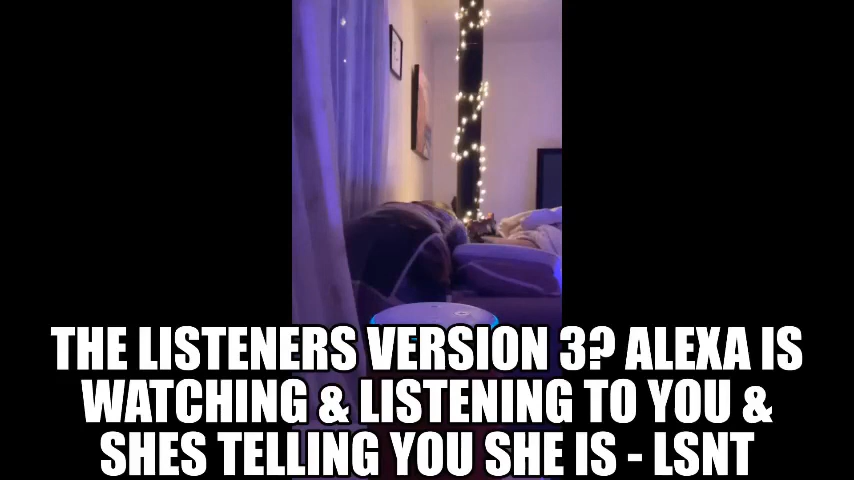 THE LISTENERS VERSION 3? ALEXA IS
WATCHING & LISTENING TO YOU &
SHES TELLING YOU SHE IS - LSNT